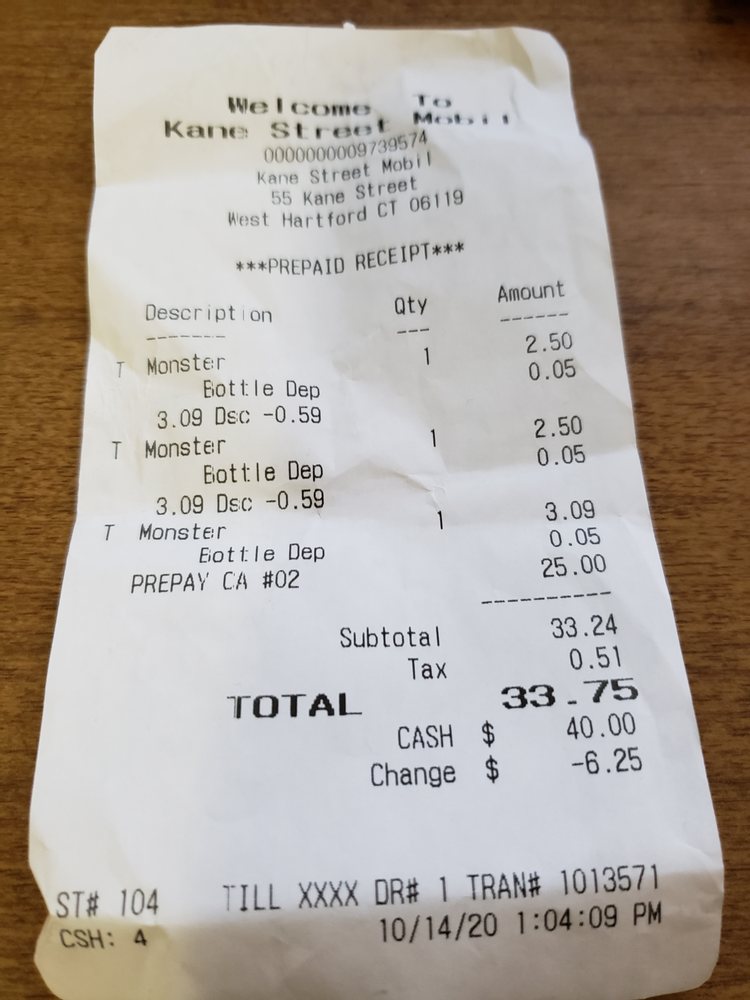 Welcome To
Kane Street Mobil
0000000009739574
Kane Street Mobil
55 Kane Street
West Hartford CT 06119
***PREPAID RECEIPT***
Description Qty Amount
------- --- ------
T Monster 1 2.50
Bottle Dep 0.05
3.09 Dsc -0.59
T Monster 1 2.50
Bottle Dep 0.05
3.09 Dsc -0.59
T Monster 1 3.09
Bottle Dep 0.05
PREPAY CA #02 25.00
----------
Subtotal 33.24
Tax 0.51
TOTAL 33.75
CASH $ 40.00
Change $ -6.25
ST# 104 TILL XXXX DR# 1 TRAN# 1013571
CSH: 4 10/14/20 1:04:09 PM